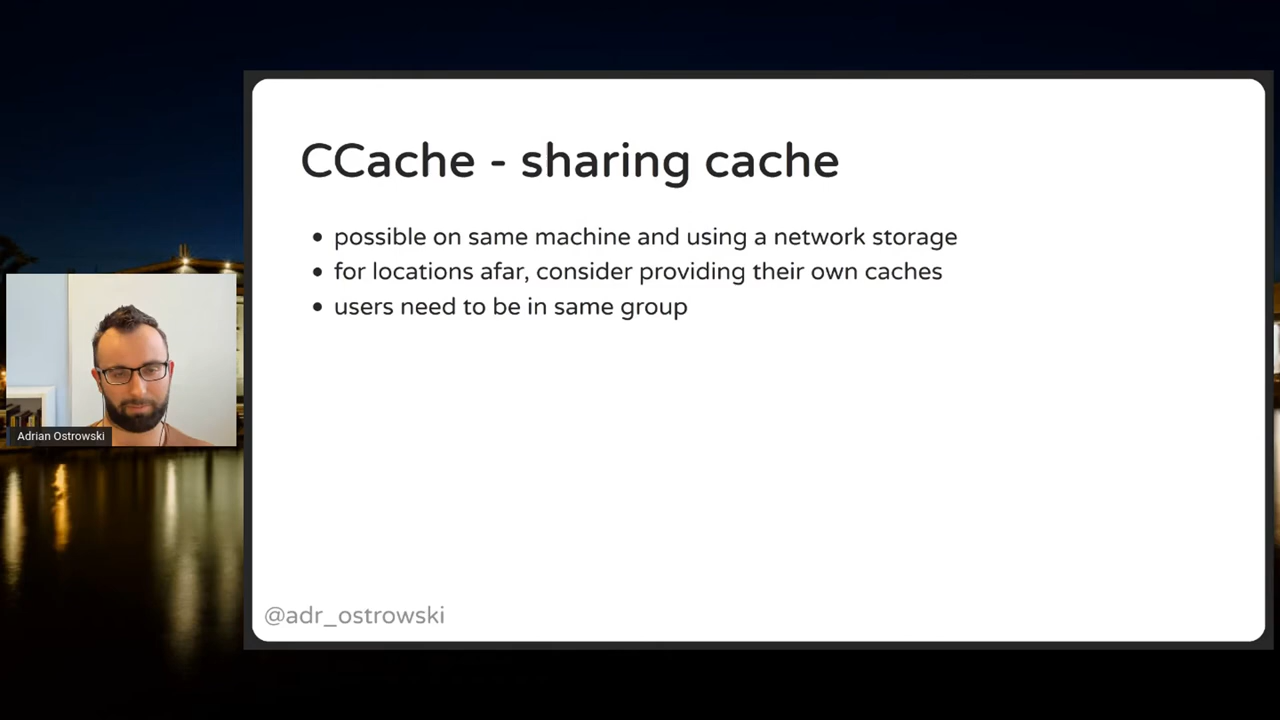 CCache - sharing cache
• possible on same machine and using a network storage
• for locations afar, consider providing their own caches
• users need to be in same group
Adrian Ostrowski
@adr_ostrowski